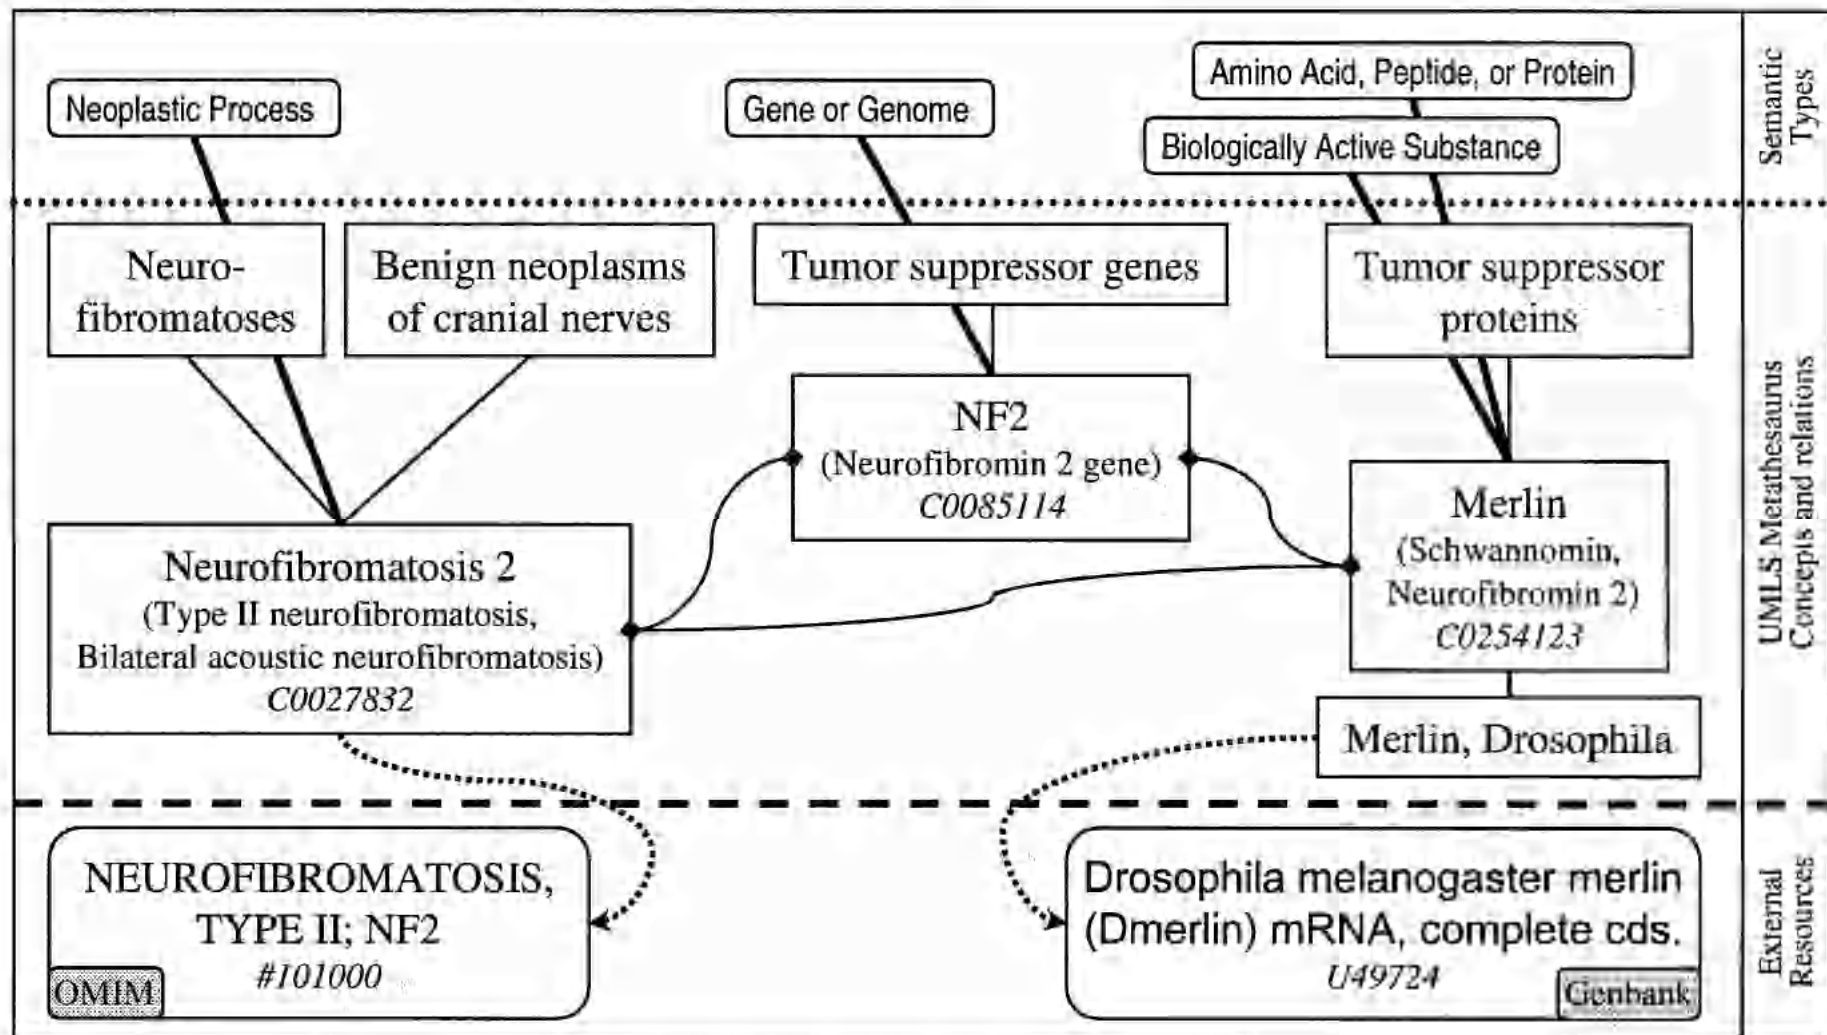 Neoplastic Process
Gene or Genome
Amino Acid, Peptide, or Protein
Biologically Active Substance
Semantic
Types
Neuro-
fibromatoses
Benign neoplasms
of cranial nerves
Tumor suppressor genes
Tumor suppressor
proteins
NF2
(Neurofibromin 2 gene)
C0085114
Merlin
(Schwannomin,
Neurofibromin 2)
C0254123
Neurofibromatosis 2
(Type II neurofibromatosis,
Bilateral acoustic neurofibromatosis)
C0027832
Merlin, Drosophila
UMLS Metathesaurus
Concepts and relations
NEUROFIBROMATOSIS,
TYPE II; NF2
#101000
OMIM
Drosophila melanogaster merlin
(Dmerlin) mRNA, complete cds.
U49724
Genbank
External
Resources